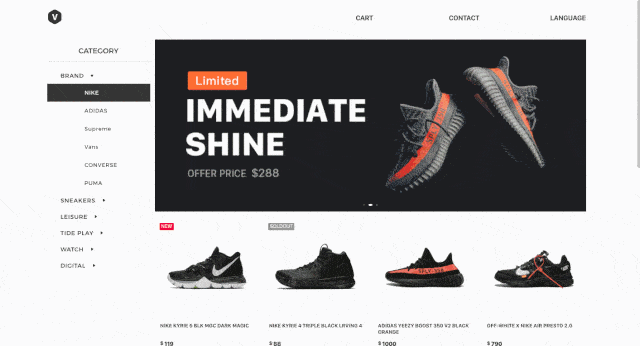 V
CART
CONTACT
LANGUAGE
CATEGORY
BRAND
NIKE
ADIDAS
Supreme
Vans
CONVERSE
PUMA
SNEAKERS
LEISURE
TIDE PLAY
WATCH
DIGITAL
Limited
IMMEDIATE
SHINE
OFFER PRICE $288
NEW
SOLDOUT
NIKE KYRIE 5 BLK MGC DARK MAGIC
$ 119
NIKE KYRIE 4 TRIPLE BLACK LRVING 4
$ 88
ADIDAS YEEZY BOOST 350 V2 BLACK
ORANGE
$ 1000
OFF-WHITE X NIKE AIR PRESTO 2.0
$ 790